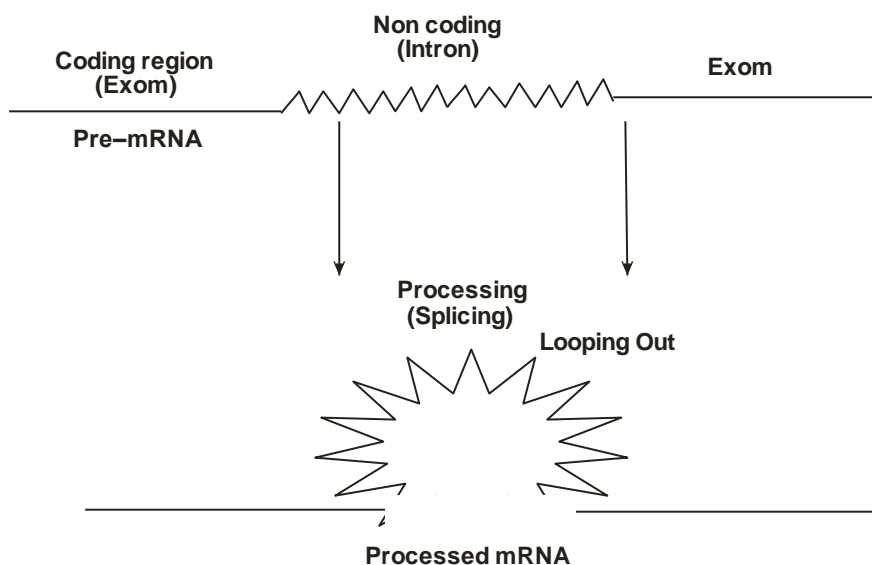 Non coding
(Intron)
Coding region
(Exom)
Exom
Pre–mRNA
Processing
(Splicing)
Looping Out
Processed mRNA